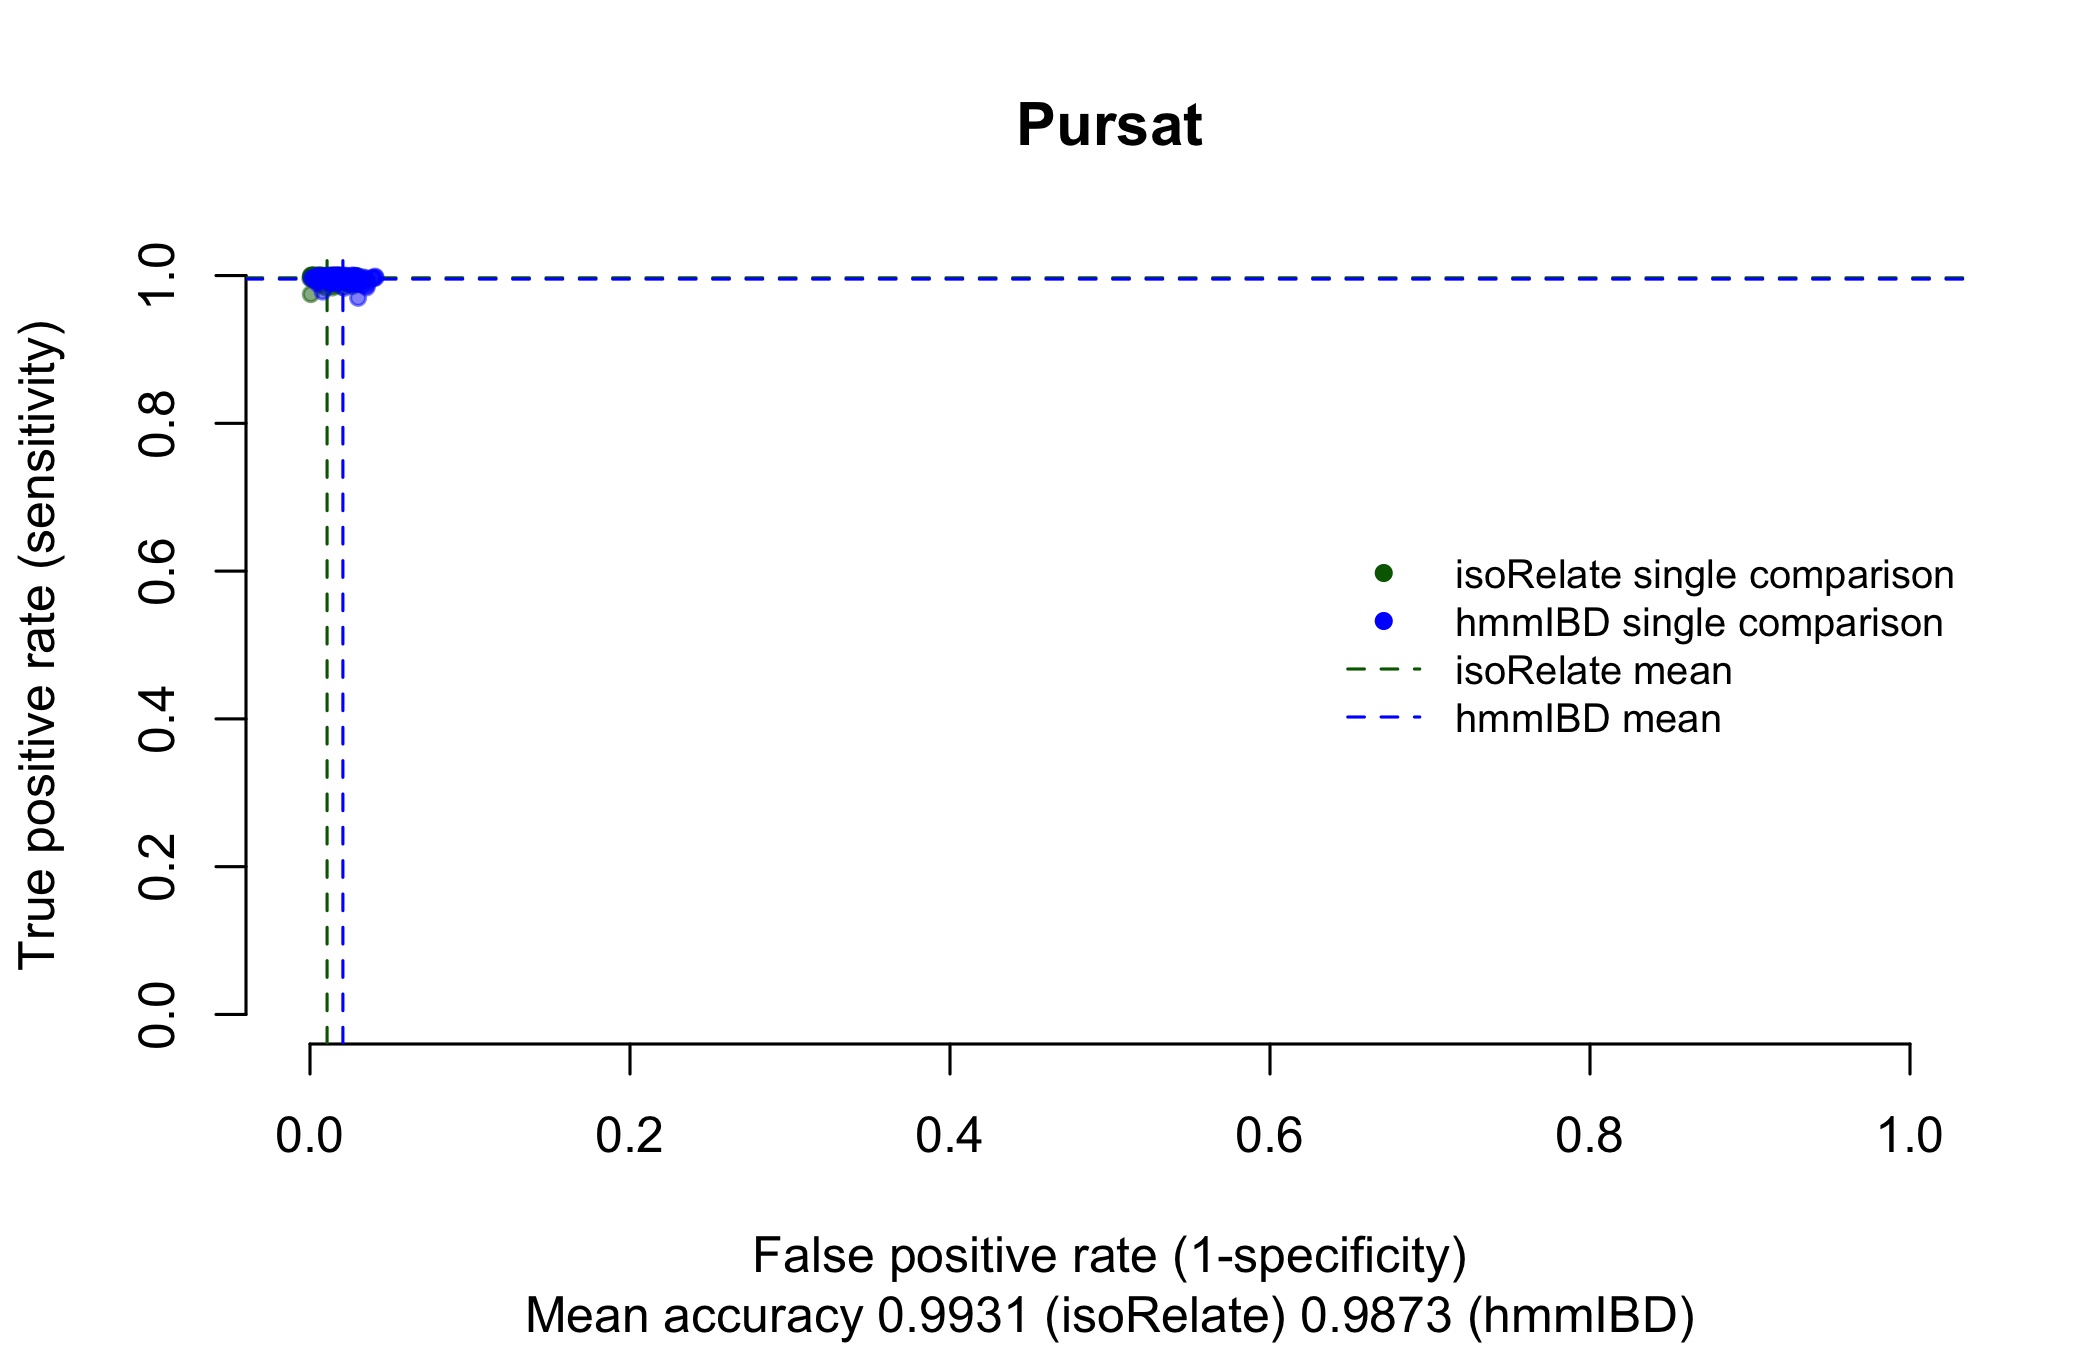 Pursat
True positive rate (sensitivity)
1.0
0.8
0.6
0.4
0.2
0.0
isoRelate single comparison
hmmIBD single comparison
isoRelate mean
hmmIBD mean
0.0 0.2 0.4 0.6 0.8 1.0
False positive rate (1-specificity)
Mean accuracy 0.9931 (isoRelate) 0.9873 (hmmIBD)